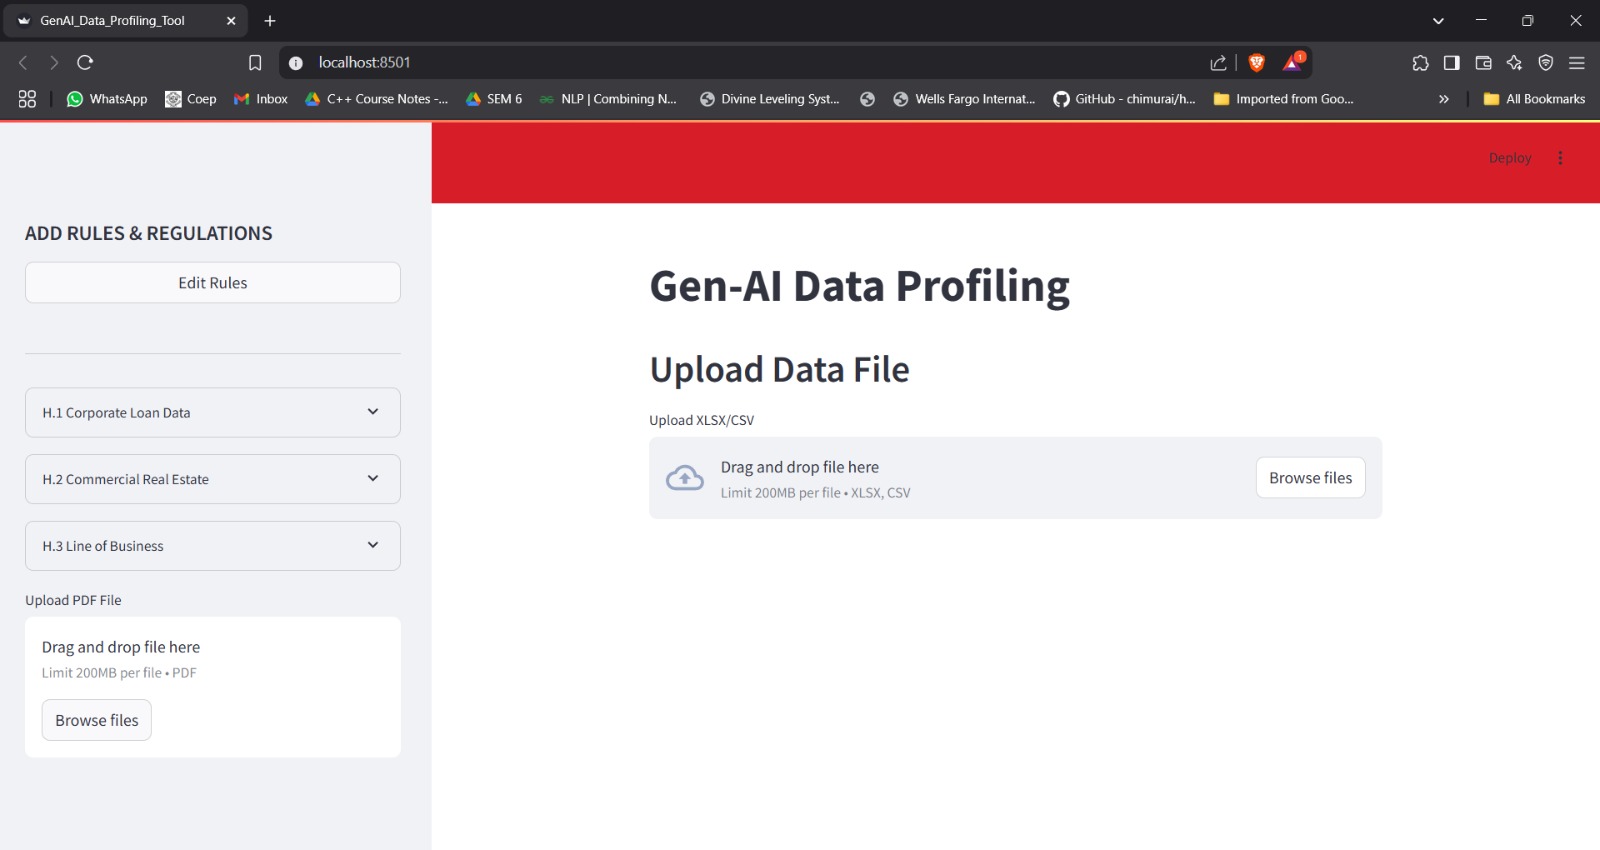 GenAI_Data_Profiling_Tool
localhost:8501
1
WhatsApp
Coep
Inbox
C++ Course Notes -...
SEM 6
NLP | Combining N...
Divine Leveling Syst...
Wells Fargo Internat...
GitHub - chimurai/h...
Imported from Goo...
All Bookmarks
Deploy
ADD RULES & REGULATIONS
Edit Rules
H.1 Corporate Loan Data
H.2 Commercial Real Estate
H.3 Line of Business
Upload PDF File
Drag and drop file here
Limit 200MB per file • PDF
Browse files
Gen-AI Data Profiling
Upload Data File
Upload XLSX/CSV
Drag and drop file here
Limit 200MB per file • XLSX, CSV
Browse files